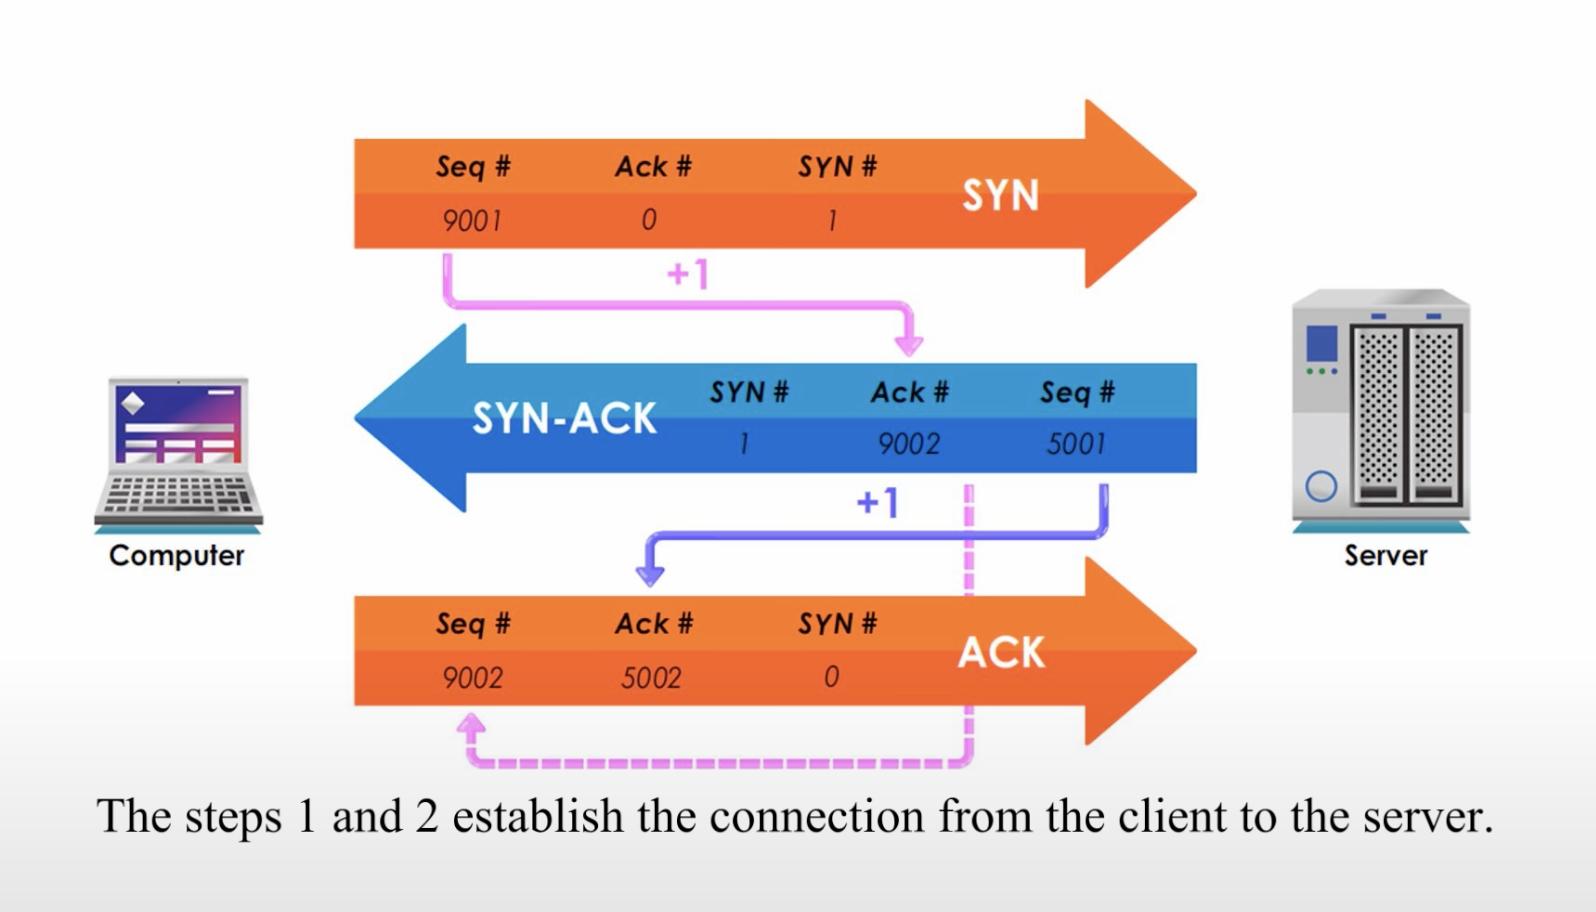 Seq # Ack # SYN #
SYN
9001 0 1
+1
SYN # Ack # Seq #
SYN-ACK
1 9002 5001
+1
Computer
Server
Seq # Ack # SYN #
ACK
9002 5002 0
The steps 1 and 2 establish the connection from the client to the server.